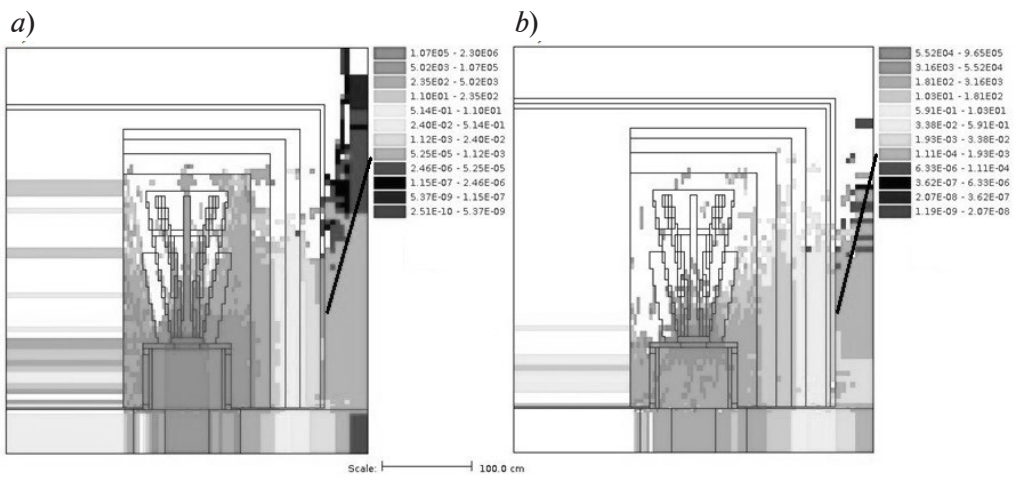 a)
1.07E05 - 2.30E06
5.02E03 - 1.07E05
2.35E02 - 5.02E03
1.10E01 - 2.35E02
5.14E-01 - 1.10E01
2.40E-02 - 5.14E-01
1.12E-03 - 2.40E-02
5.25E-05 - 1.12E-03
2.46E-06 - 5.25E-05
1.15E-07 - 2.46E-06
5.37E-09 - 1.15E-07
2.51E-10 - 5.37E-09
b)
5.52E04 - 9.65E05
3.16E03 - 5.52E04
1.81E02 - 3.16E03
1.03E01 - 1.81E02
5.91E-01 - 1.03E01
3.38E-02 - 5.91E-01
1.93E-03 - 3.38E-02
1.11E-04 - 1.93E-03
6.33E-06 - 1.11E-04
3.62E-07 - 6.33E-06
2.07E-08 - 3.62E-07
1.19E-09 - 2.07E-08
Scale: 100.0 cm